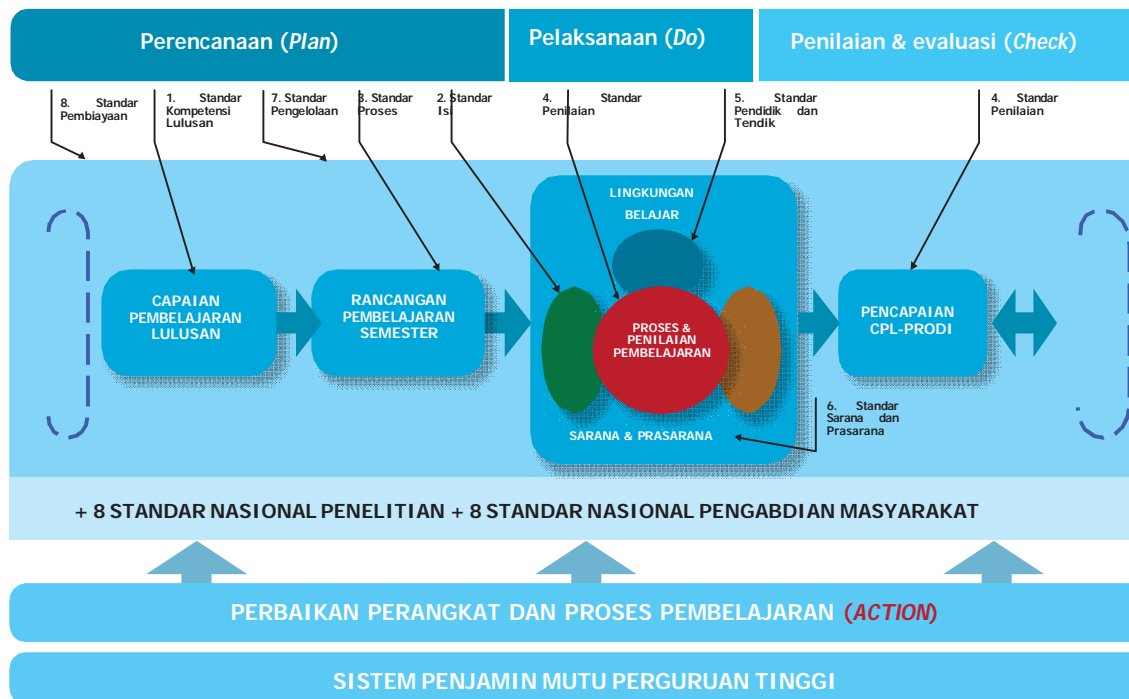 Perencanaan (Plan)
Pelaksanaan (Do)
Penilaian & evaluasi (Check)
8. Standar
Pembiayaan
1. Standar
Kompetensi
Lulusan
7. Standar
Pengelolaan
3. Standar
Proses
2. Standar
Isi
4. Standar
Penilaian
5. Standar
Pendidik dan
Tendik
4. Standar
Penilaian
LINGKUNGAN
BELAJAR
CAPAIAN
PEMBELAJARAN
LULUSAN
RANCANGAN
PEMBELAJARAN
SEMESTER
PROSES &
PENILAIAN
PEMBELAJARAN
PENCAPAIAN
CPL-PRODI
6. Standar
Sarana dan
Prasarana
SARANA & PRASARANA
+ 8 STANDAR NASIONAL PENELITIAN + 8 STANDAR NASIONAL PENGABDIAN MASYARAKAT
PERBAIKAN PERANGKAT DAN PROSES PEMBELAJARAN (ACTION)
SISTEM PENJAMIN MUTU PERGURUAN TINGGI